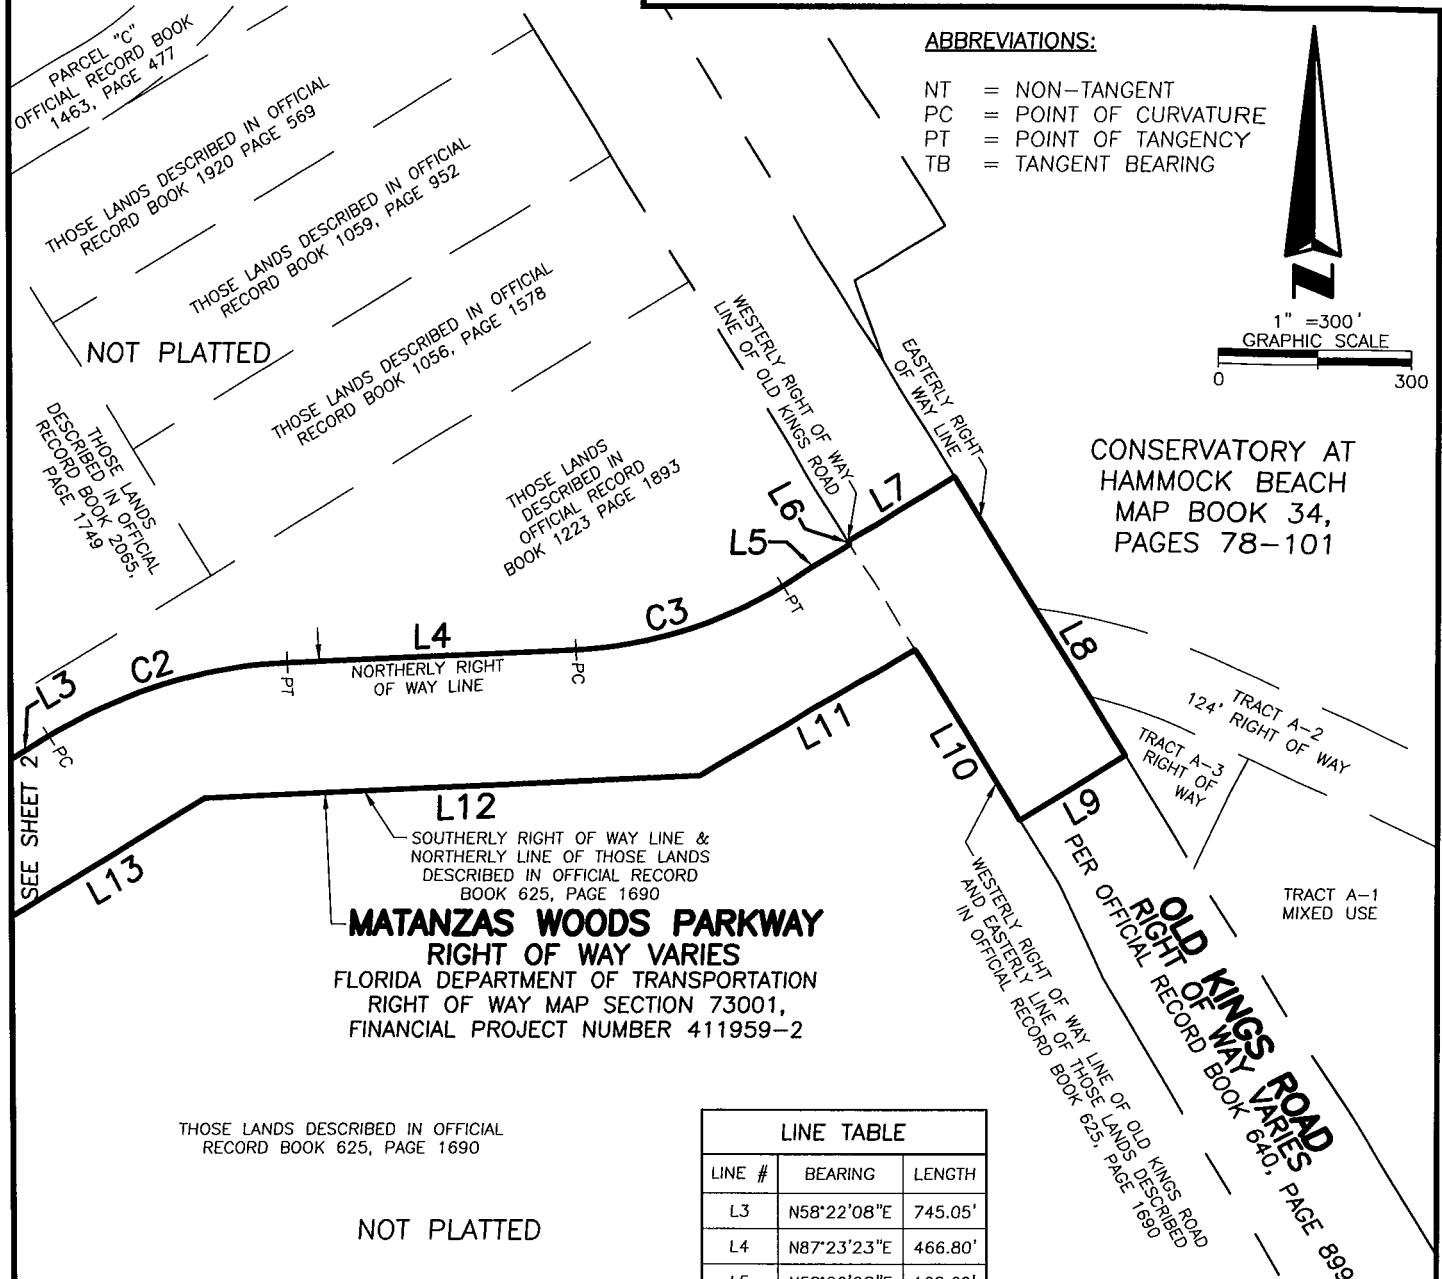 PARCEL "C"
OFFICIAL RECORD BOOK
1463, PAGE 477
THOSE LANDS DESCRIBED IN OFFICIAL
RECORD BOOK 1920 PAGE 569
THOSE LANDS DESCRIBED IN OFFICIAL
RECORD BOOK 1059, PAGE 952
THOSE LANDS DESCRIBED IN OFFICIAL
RECORD BOOK 1056, PAGE 1578
NOT PLATTED
THOSE LANDS
DESCRIBED IN OFFICIAL
RECORD BOOK 2065,
PAGE 1749
THOSE LANDS
DESCRIBED IN
OFFICIAL RECORD
BOOK 1223 PAGE 1893
ABBREVIATIONS:
NT = NON-TANGENT
PC = POINT OF CURVATURE
PT = POINT OF TANGENCY
TB = TANGENT BEARING
N
1" =300'
GRAPHIC SCALE
0 300
WESTERLY RIGHT OF WAY
LINE OF OLD KINGS ROAD
EASTERLY RIGHT
OF WAY LINE
CONSERVATORY AT
HAMMOCK BEACH
MAP BOOK 34,
PAGES 78-101
L7
L6
L5
PT
C3
L4
NORTHERLY RIGHT
OF WAY LINE
PC
PT
C2
L3
PC
SEE SHEET 2
L8
L11
L10
L9
L12
L13
TRACT A-2
124' RIGHT OF WAY
TRACT A-3
RIGHT OF
WAY
TRACT A-1
MIXED USE
SOUTHERLY RIGHT OF WAY LINE &
NORTHERLY LINE OF THOSE LANDS
DESCRIBED IN OFFICIAL RECORD
BOOK 625, PAGE 1690
MATANZAS WOODS PARKWAY
RIGHT OF WAY VARIES
FLORIDA DEPARTMENT OF TRANSPORTATION
RIGHT OF WAY MAP SECTION 73001,
FINANCIAL PROJECT NUMBER 411959-2
WESTERLY RIGHT OF WAY LINE OF OLD KINGS ROAD
AND EASTERLY LINE OF THOSE LANDS DESCRIBED
IN OFFICIAL RECORD BOOK 625, PAGE 1690
OLD KINGS ROAD
RIGHT OF WAY VARIES
PER OFFICIAL RECORD BOOK 640, PAGE 899
THOSE LANDS DESCRIBED IN OFFICIAL
RECORD BOOK 625, PAGE 1690
NOT PLATTED
LINE TABLE
LINE # BEARING LENGTH
L3 N58°22'08"E 745.05'
L4 N87°23'23"E 466.80'
L5